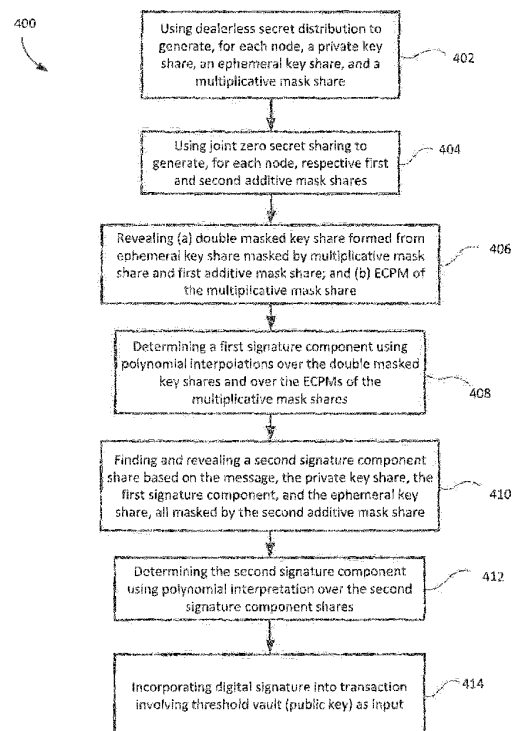 400
Using dealerless secret distribution to
generate, for each node, a private key
share, an ephemeral key share, and a
multiplicative mask share
402
Using joint zero secret sharing to
generate, for each node, respective first
and second additive mask shares
404
Revealing (a) double masked key share formed from
ephemeral key share masked by multiplicative mask
share and first additive mask share; and (b) ECPM of
the multiplicative mask share
406
Determining a first signature component using
polynomial interpolations over the double masked
key shares and over the ECPMs of the
multiplicative mask shares
408
Finding and revealing a second signature component
share based on the message, the private key share, the
first signature component, and the ephemeral key
share, all masked by the second additive mask share
410
Determining the second signature component
using polynomial interpretation over the second
signature component shares
412
Incorporating digital signature into transaction
involving threshold vault (public key) as input
414